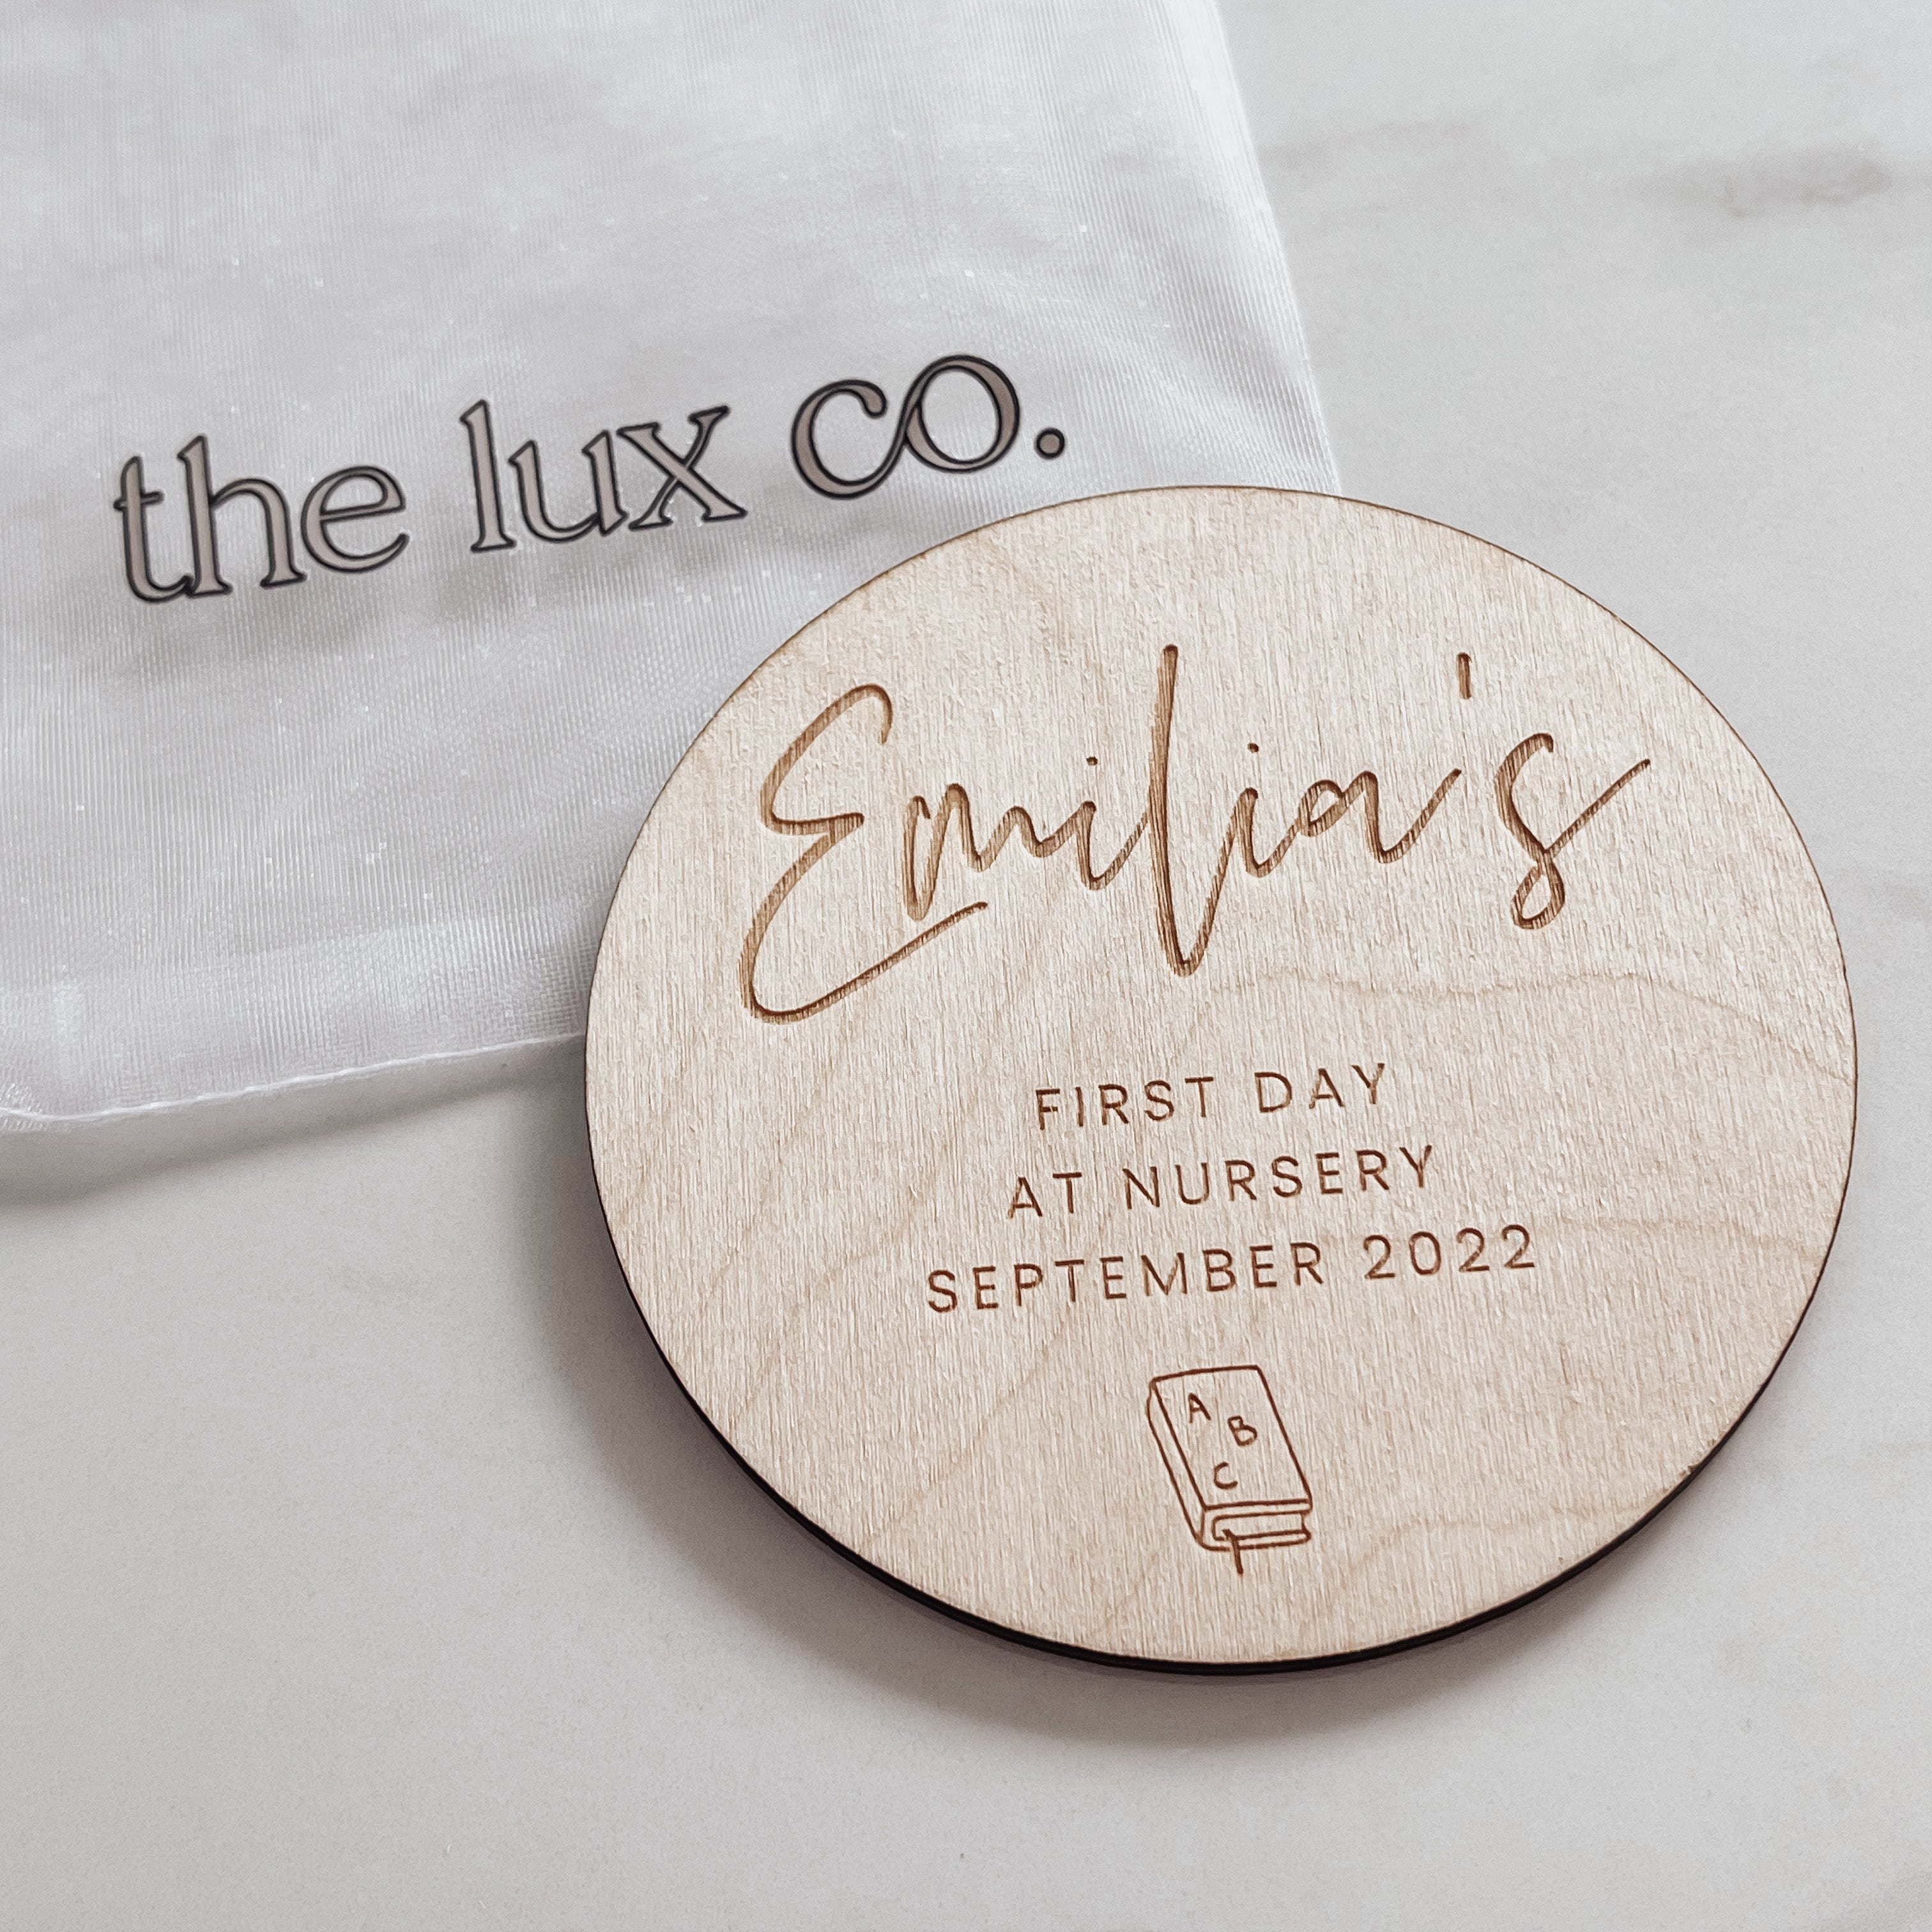 the lux co.
Emilia's
FIRST DAY
AT NURSERY
SEPTEMBER 2022
A
B
C